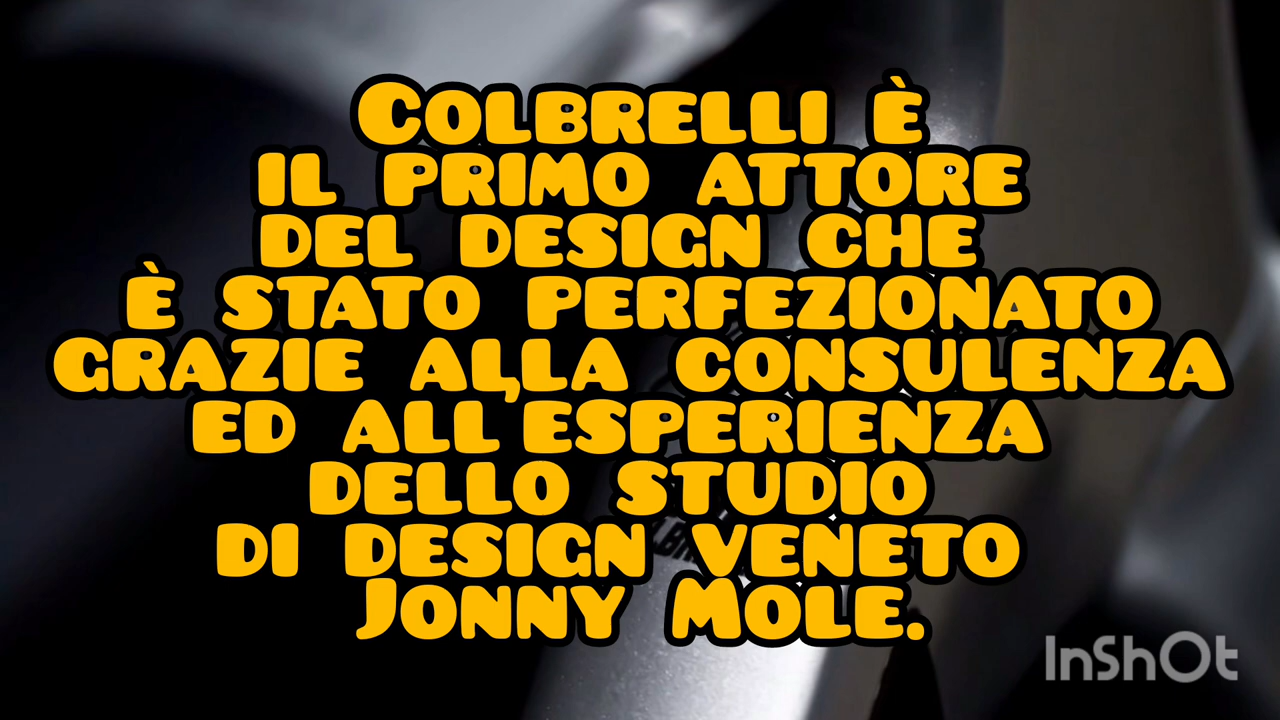 Colbrelli è
il primo attore
del design che
è stato perfezionato
grazie alla consulenza
ed all'esperienza
dello studio
di design veneto
Jonny Mole.
InShOt